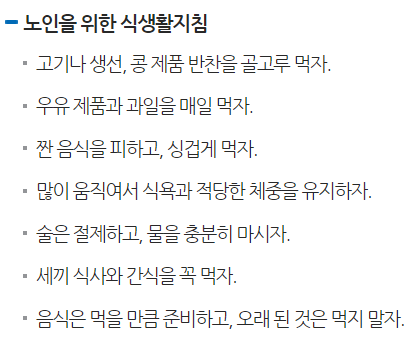 노인을 위한 식생활지침
고기나 생선, 콩 제품 반찬을 골고루 먹자.
우유 제품과 과일을 매일 먹자.
짠 음식을 피하고, 싱겁게 먹자.
많이 움직여서 식욕과 적당한 체중을 유지하자.
술은 절제하고, 물을 충분히 마시자.
세끼 식사와 간식을 꼭 먹자.
음식은 먹을 만큼 준비하고, 오래 된 것은 먹지 말자.